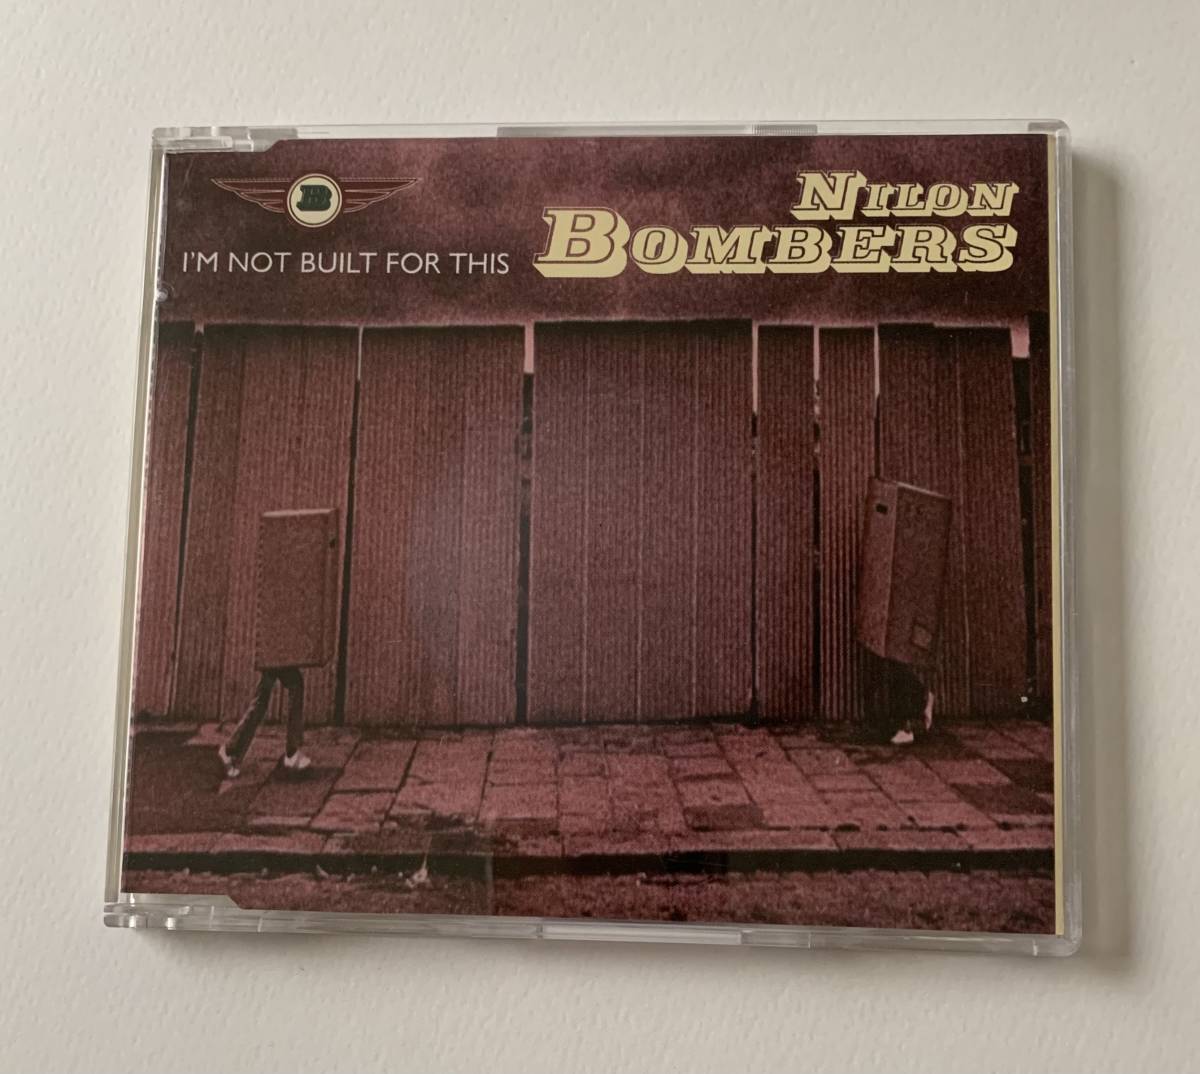 B
I'M NOT BUILT FOR THIS
NILON
BOMBERS